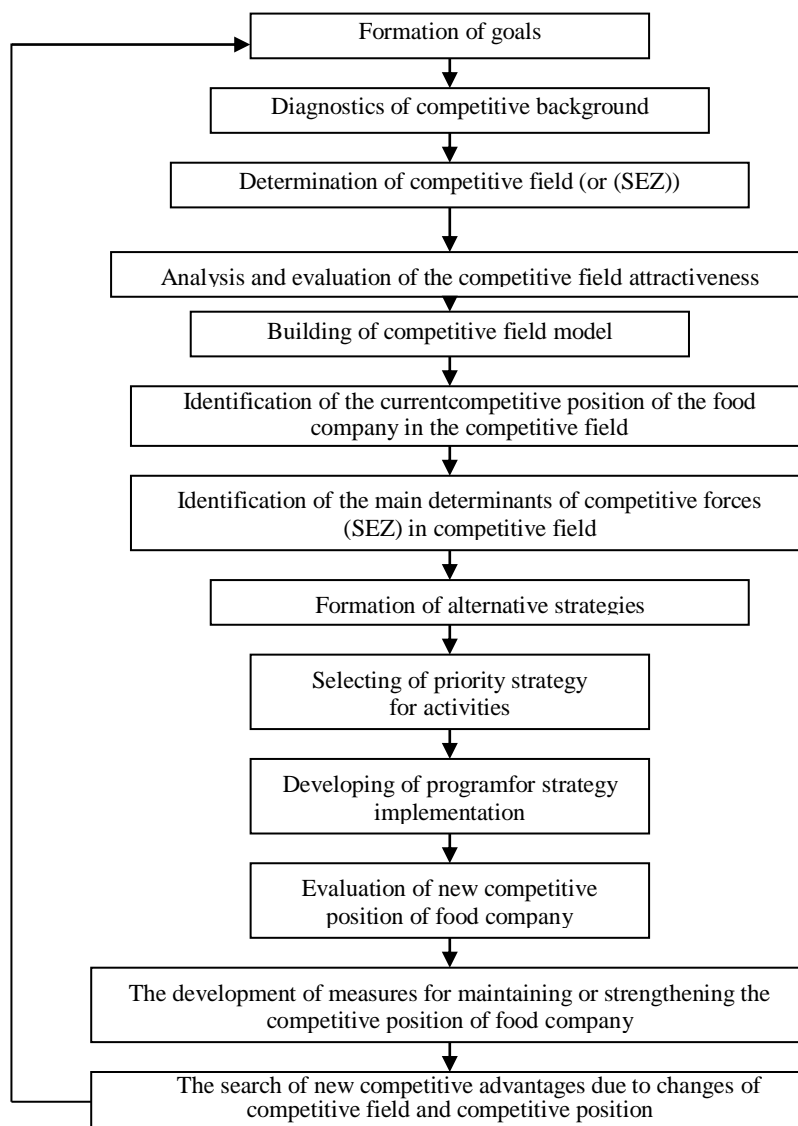 Formation of goals
Diagnostics of competitive background
Determination of competitive field (or (SEZ))
Analysis and evaluation of the competitive field attractiveness
Building of competitive field model
Identification of the currentcompetitive position of the food
company in the competitive field
Identification of the main determinants of competitive forces
(SEZ) in competitive field
Formation of alternative strategies
Selecting of priority strategy
for activities
Developing of programfor strategy
implementation
Evaluation of new competitive
position of food company
The development of measures for maintaining or strengthening the
competitive position of food company
The search of new competitive advantages due to changes of
competitive field and competitive position